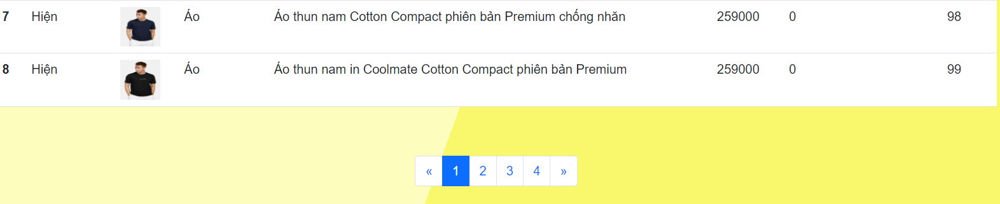 7 Hiện Áo Áo thun nam Cotton Compact phiên bản Premium chống nhăn 259000 0 98
8 Hiện Áo Áo thun nam in Coolmate Cotton Compact phiên bản Premium 259000 0 99
« 1 2 3 4 »